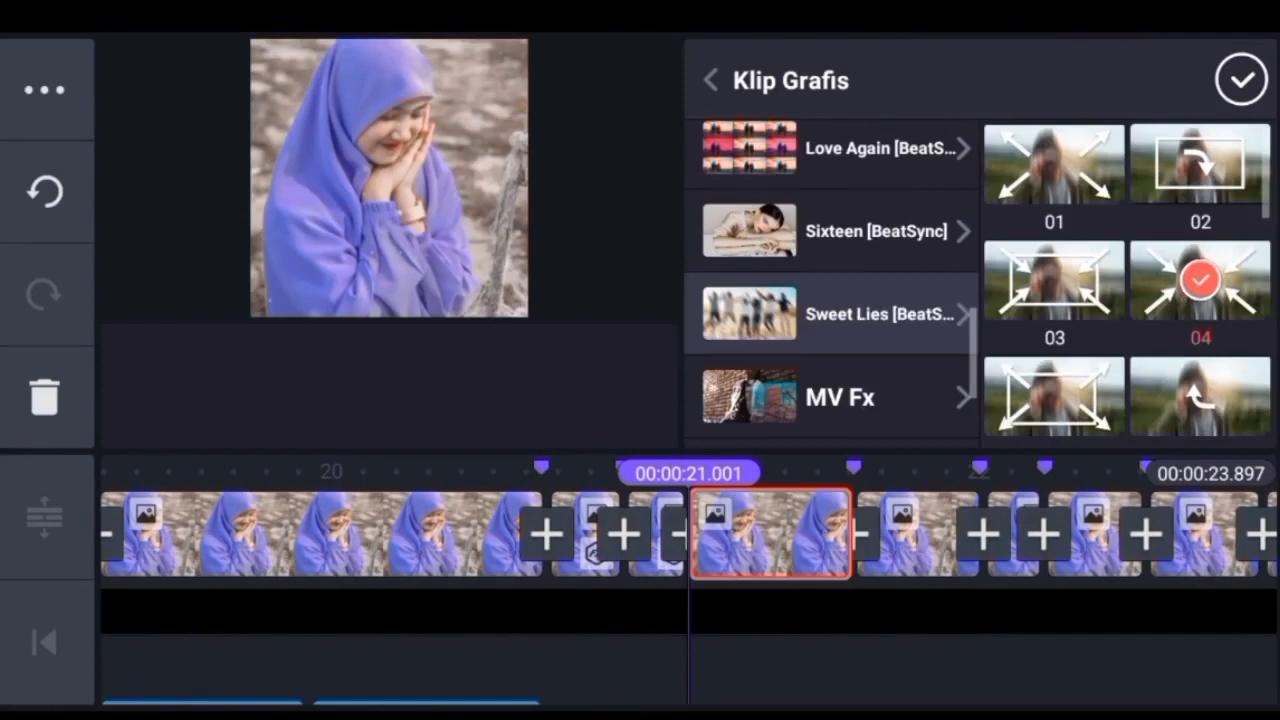 Klip Grafis
Love Again [BeatS...
Sixteen [BeatSync]
Sweet Lies [BeatS...
MV Fx
01
02
03
04
20
00:00:21.001
22
00:00:23.897